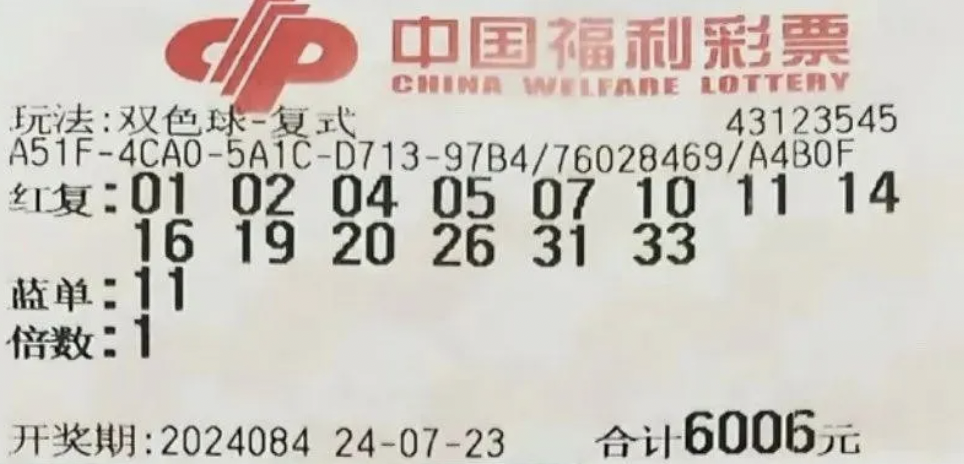 中国福利彩票
CHINA WELFARE LOTTERY
玩法:双色球-复式 43123545
A51F-4CA0-5A1C-D713-97B4/76028469/A4B0F
红复:01 02 04 05 07 10 11 14
16 19 20 26 31 33
蓝单:11
倍数:1
开奖期:2024084 24-07-23 合计6006元